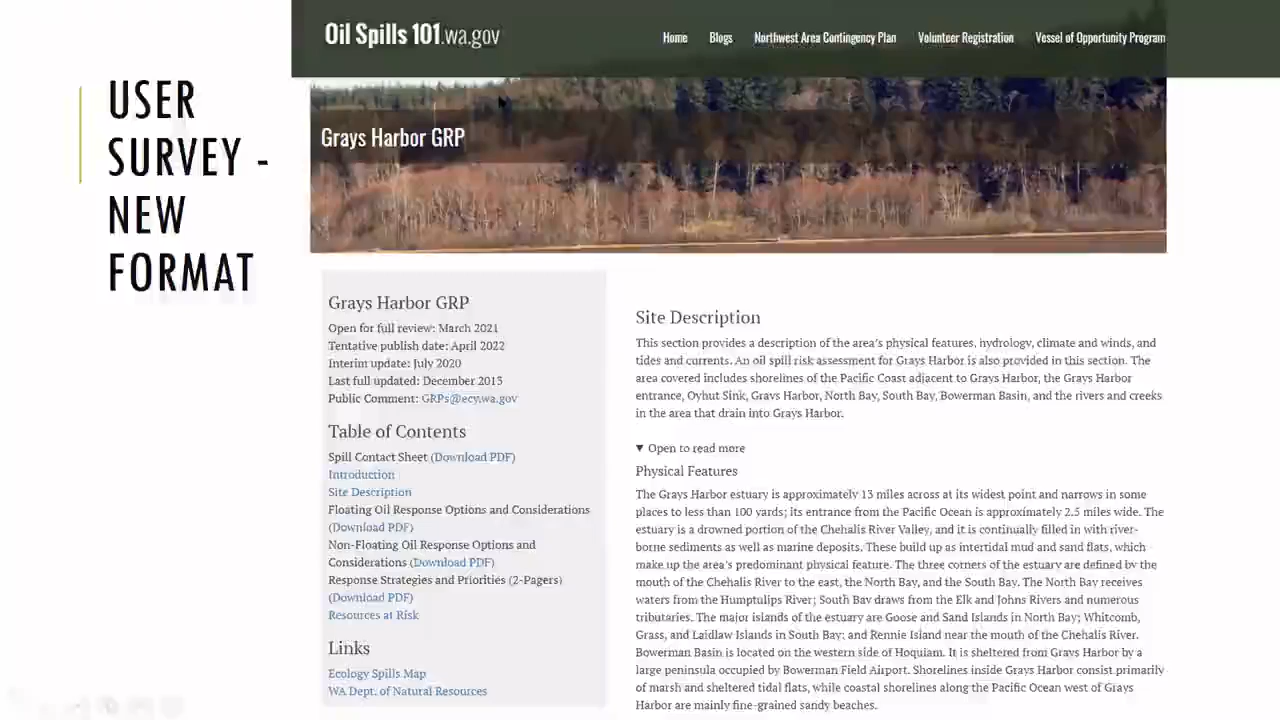 USER
SURVEY -
NEW
FORMAT
Oil Spills 101.wa.gov
Home Blogs Northwest Area Contingency Plan Volunteer Registration Vessel of Opportunity Program
Grays Harbor GRP
Grays Harbor GRP
Open for full review: March 2021
Tentative publish date: April 2022
Interim update: July 2020
Last full updated: December 2013
Public Comment: GRPs@ecy.wa.gov
Table of Contents
Spill Contact Sheet (Download PDF)
Introduction
Site Description
Floating Oil Response Options and Considerations
(Download PDF)
Non-Floating Oil Response Options and
Considerations (Download PDF)
Response Strategies and Priorities (2-Pagers)
(Download PDF)
Resources at Risk
Links
Ecology Spills Map
WA Dept. of Natural Resources
Site Description
This section provides a description of the area's physical features, hydrology, climate and winds, and
tides and currents. An oil spill risk assessment for Grays Harbor is also provided in this section. The
area covered includes shorelines of the Pacific Coast adjacent to Grays Harbor, the Grays Harbor
entrance, Oyhut Sink, Grays Harbor, North Bay, South Bay, Bowerman Basin, and the rivers and creeks
in the area that drain into Grays Harbor.
▼ Open to read more
Physical Features
The Grays Harbor estuary is approximately 13 miles across at its widest point and narrows in some
places to less than 100 yards; its entrance from the Pacific Ocean is approximately 2.5 miles wide. The
estuary is a drowned portion of the Chehalis River Valley, and it is continually filled in with river-
borne sediments as well as marine deposits. These build up as intertidal mud and sand flats, which
make up the area's predominant physical feature. The three corners of the estuary are defined by the
mouth of the Chehalis River to the east, the North Bay, and the South Bay. The North Bay receives
waters from the Humptulips River; South Bay draws from the Elk and Johns Rivers and numerous
tributaries. The major islands of the estuary are Goose and Sand Islands in North Bay; Whitcomb,
Grass, and Laidlaw Islands in South Bay; and Rennie Island near the mouth of the Chehalis River.
Bowerman Basin is located on the western side of Hoquiam. It is sheltered from Grays Harbor by a
large peninsula occupied by Bowerman Field Airport. Shorelines inside Grays Harbor consist primarily
of marsh and sheltered tidal flats, while coastal shorelines along the Pacific Ocean west of Grays
Harbor are mainly fine-grained sandy beaches.